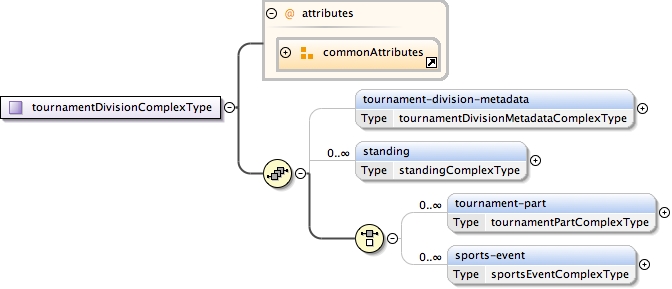 @ attributes
commonAttributes
tournamentDivisionComplexType
tournament-division-metadata
Type tournamentDivisionMetadataComplexType
0..∞
standing
Type standingComplexType
0..∞
tournament-part
Type tournamentPartComplexType
0..∞
sports-event
Type sportsEventComplexType